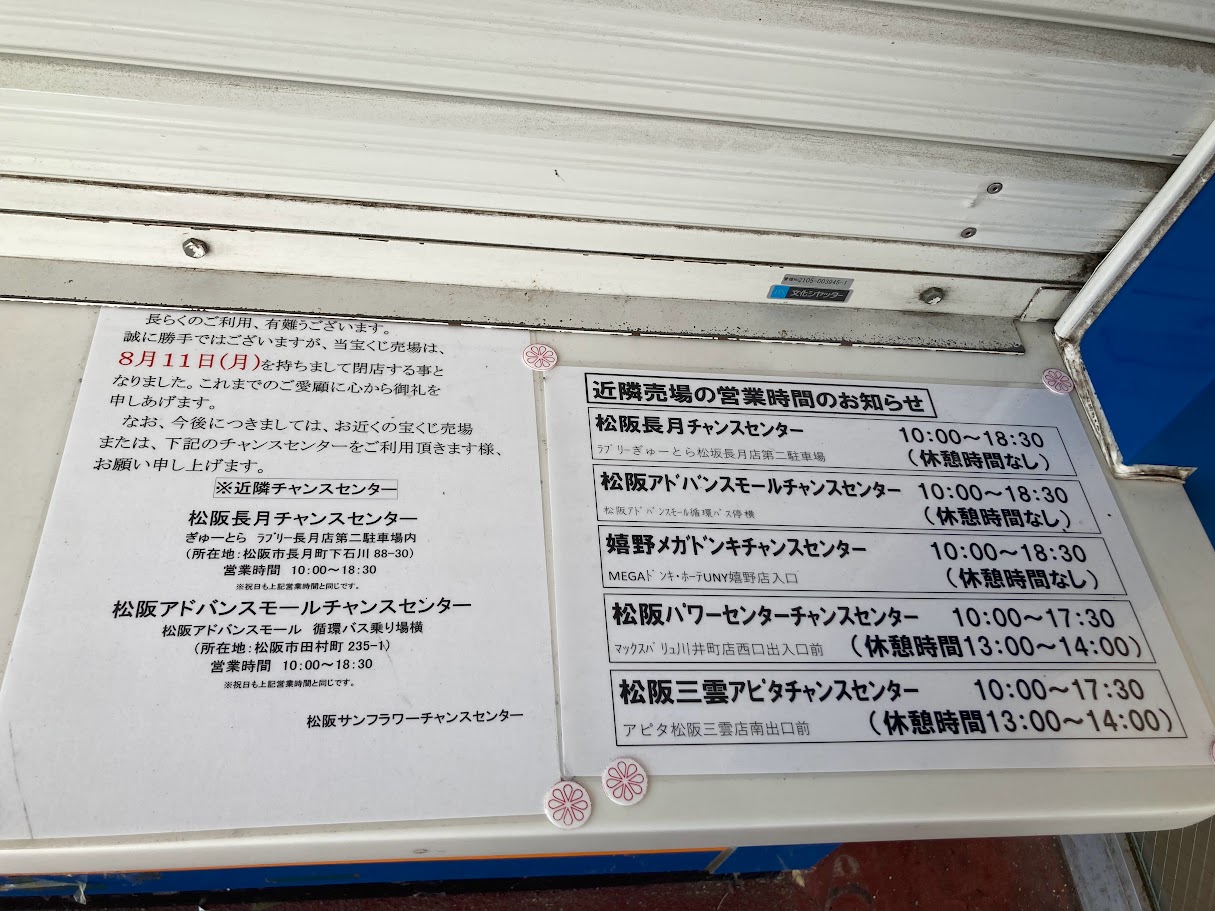 登録No2105-003945-1
文化シヤッター
長らくのご利用、有難うございます。
誠に勝手ではございますが、当宝くじ売場は、
8月11日(月)を持ちまして閉店する事と
なりました。これまでのご愛顧に心から御礼を
申しあげます。
なお、今後につきましては、お近くの宝くじ売場
または、下記のチャンスセンターをご利用頂きます様、
お願い申し上げます。
※近隣チャンスセンター
松阪長月チャンスセンター
ぎゅーとら ラブリー長月店第二駐車場内
(所在地:松阪市長月町下石川 88-30)
営業時間 10:00～18:30
※祝日も上記営業時間と同じです。
松阪アドバンスモールチャンスセンター
松阪アドバンスモール 循環バス乗り場横
(所在地:松阪市田村町 235-1)
営業時間 10:00～18:30
※祝日も上記営業時間と同じです。
松阪サンフラワーチャンスセンター
近隣売場の営業時間のお知らせ
松阪長月チャンスセンター 10:00～18:30
ラブリーぎゅーとら松坂長月店第二駐車場 (休憩時間なし)
松阪アドバンスモールチャンスセンター 10:00～18:30
松阪アドバンスモール循環バス停横 (休憩時間なし)
嬉野メガドンキチャンスセンター 10:00～18:30
MEGAドンキ・ホーテUNY嬉野店入口 (休憩時間なし)
松阪パワーセンターチャンスセンター 10:00～17:30
マックスバリュ川井町店西口出入口前 (休憩時間13:00～14:00)
松阪三雲アピタチャンスセンター 10:00～17:30
アピタ松阪三雲店南出口前 (休憩時間13:00～14:00)